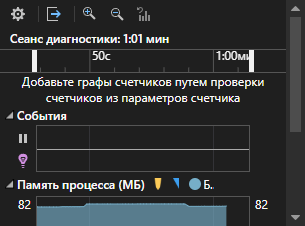 Сеанс диагностики: 1:01 мин
50с
1:00ми
Добавьте графы счетчиков путем проверки
счетчиков из параметров счетчика
События
Память процесса (МБ)
Б..
82
82